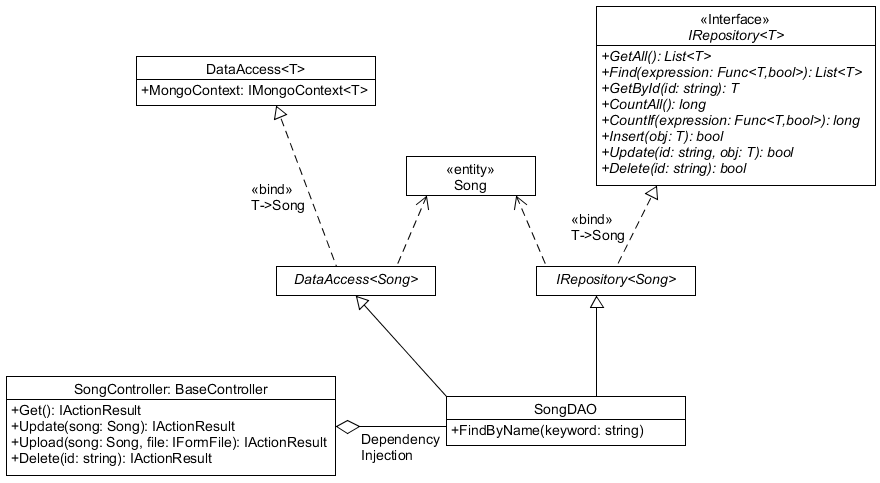 «Interface»
IRepository<T>
+GetAll(): List<T>
+Find(expression: Func<T,bool>): List<T>
+GetById(id: string): T
+CountAll(): long
+CountIf(expression: Func<T,bool>): long
+Insert(obj: T): bool
+Update(id: string, obj: T): bool
+Delete(id: string): bool
DataAccess<T>
+MongoContext: IMongoContext<T>
«entity»
Song
«bind»
T->Song
«bind»
T->Song
DataAccess<Song>
IRepository<Song>
SongController: BaseController
+Get(): IActionResult
+Update(song: Song): IActionResult
+Upload(song: Song, file: IFormFile): IActionResult
+Delete(id: string): IActionResult
Dependency
Injection
SongDAO
+FindByName(keyword: string)